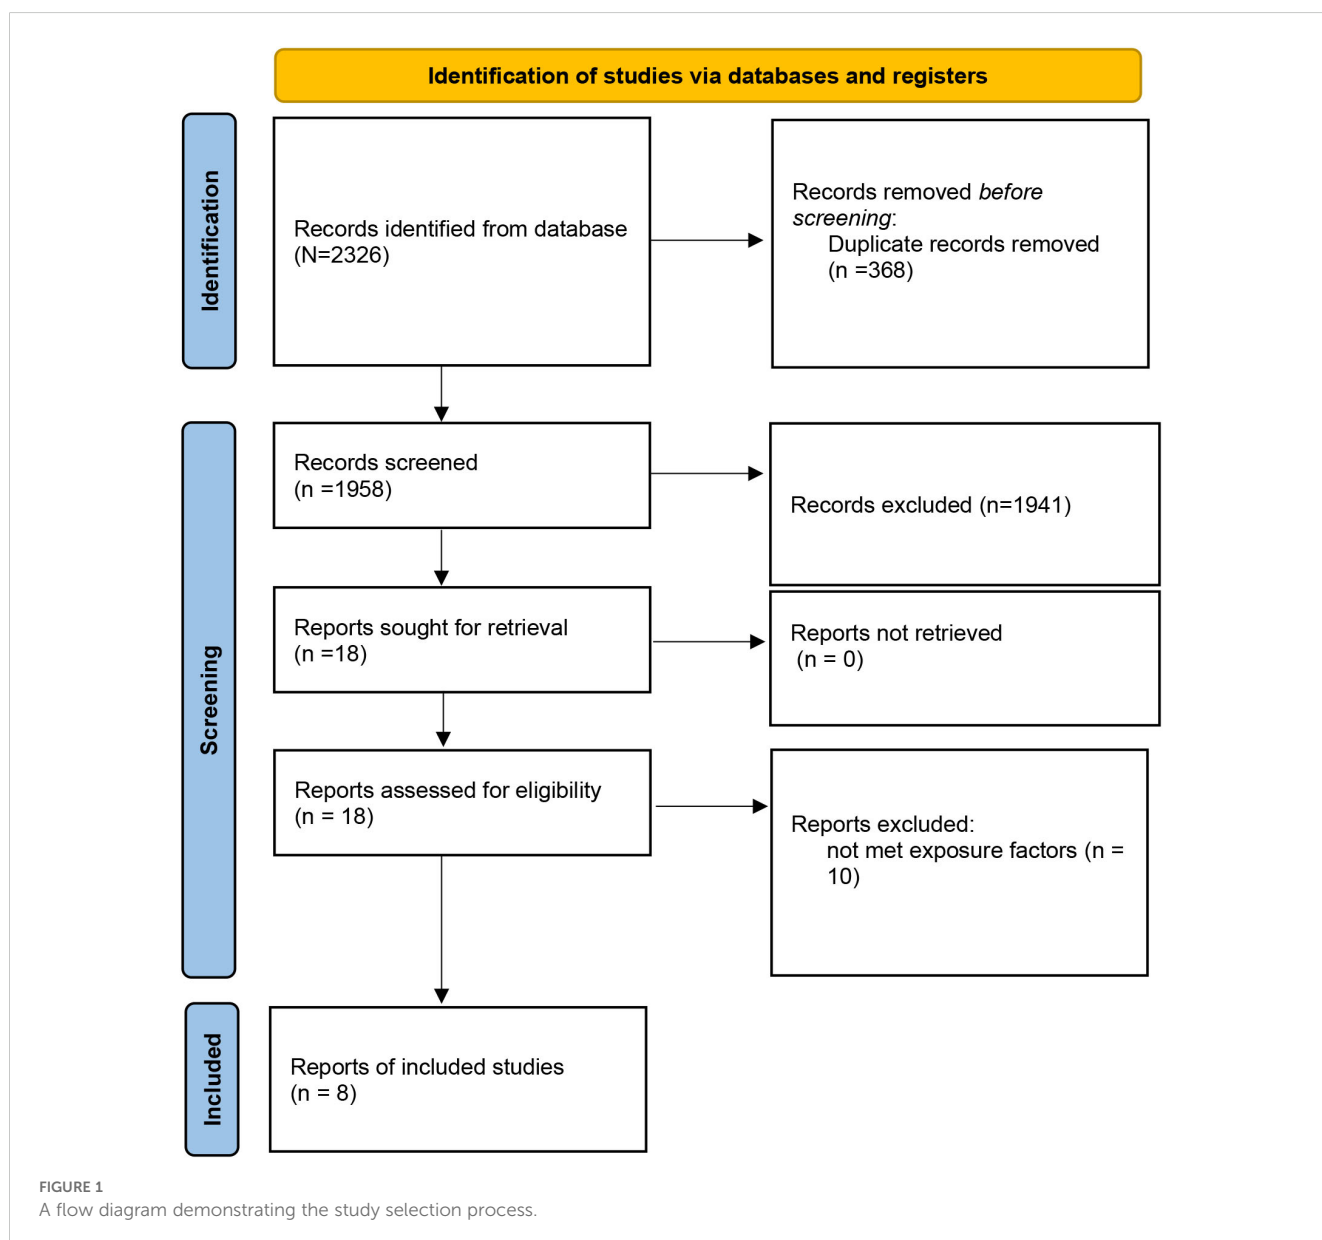 Identification of studies via databases and registers
Identification
Records identified from database
(N=2326)
Records removed before
screening:
Duplicate records removed
(n =368)
Screening
Records screened
(n =1958)
Records excluded (n=1941)
Reports sought for retrieval
(n =18)
Reports not retrieved
(n = 0)
Reports assessed for eligibility
(n = 18)
Reports excluded:
not met exposure factors (n =
10)
Included
Reports of included studies
(n = 8)
FIGURE 1
A flow diagram demonstrating the study selection process.